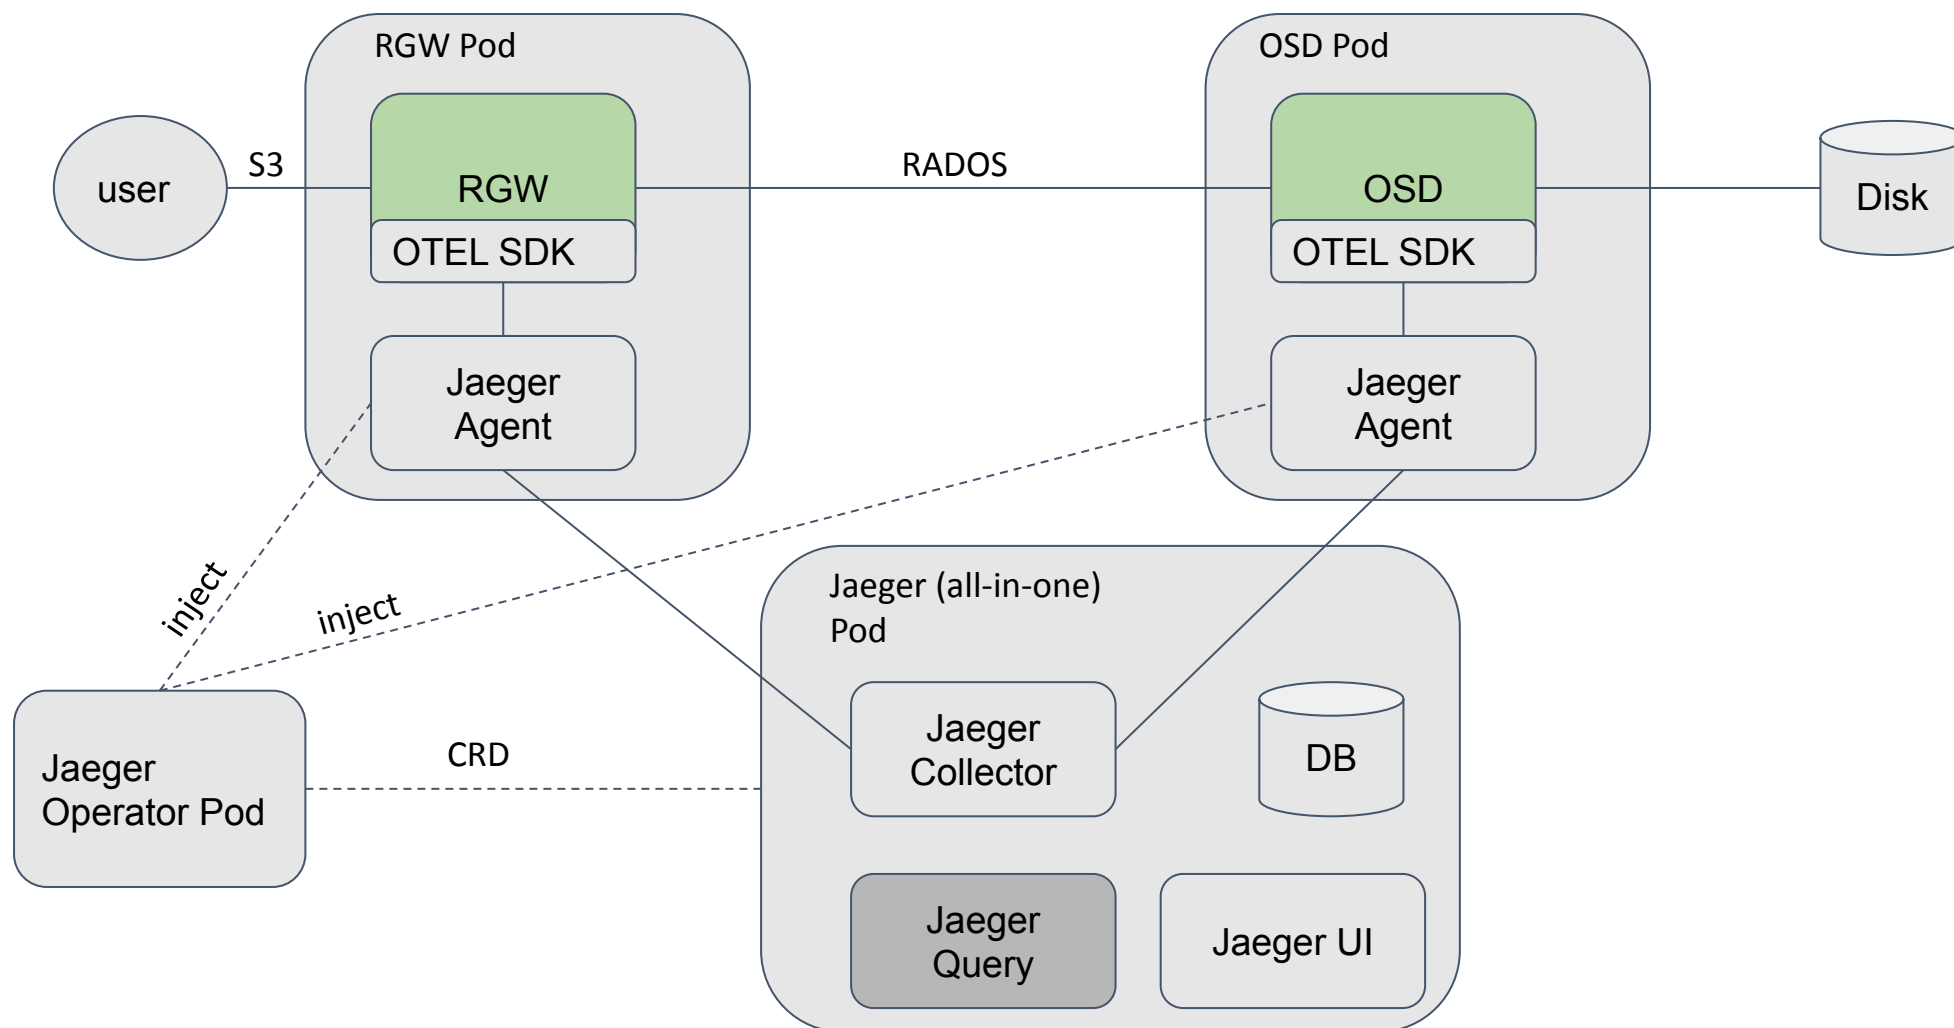 RGW Pod
OSD Pod
user
S3
RGW
RADOS
OSD
Disk
OTEL SDK
OTEL SDK
Jaeger
Agent
Jaeger
Agent
inject
inject
Jaeger (all-in-one)
Pod
Jaeger
Operator Pod
CRD
Jaeger
Collector
DB
Jaeger
Query
Jaeger UI